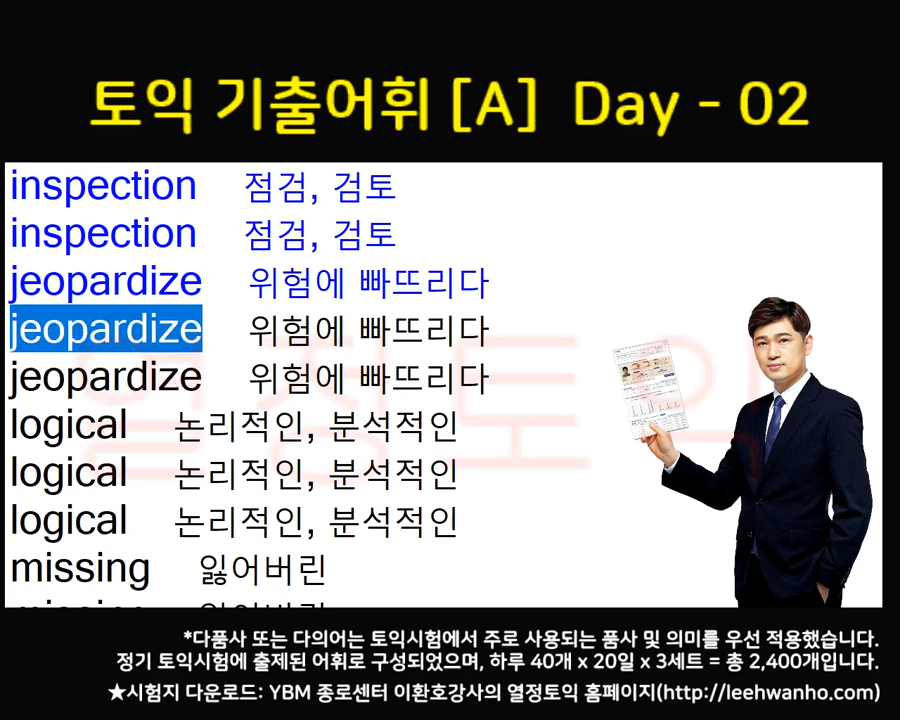 토익 기출어휘 [A] Day - 02
inspection 점검, 검토
inspection 점검, 검토
jeopardize 위험에 빠뜨리다
jeopardize 위험에 빠뜨리다
jeopardize 위험에 빠뜨리다
logical 논리적인, 분석적인
logical 논리적인, 분석적인
logical 논리적인, 분석적인
missing 잃어버린
missing 잃어버린
열정토익
*다품사 또는 다의어는 토익시험에서 주로 사용되는 품사 및 의미를 우선 적용했습니다.
정기 토익시험에 출제된 어휘로 구성되었으며, 하루 40개 x 20일 x 3세트 = 총 2,400개입니다.
★시험지 다운로드: YBM 종로센터 이환호강사의 열정토익 홈페이지(http://leehwanho.com)